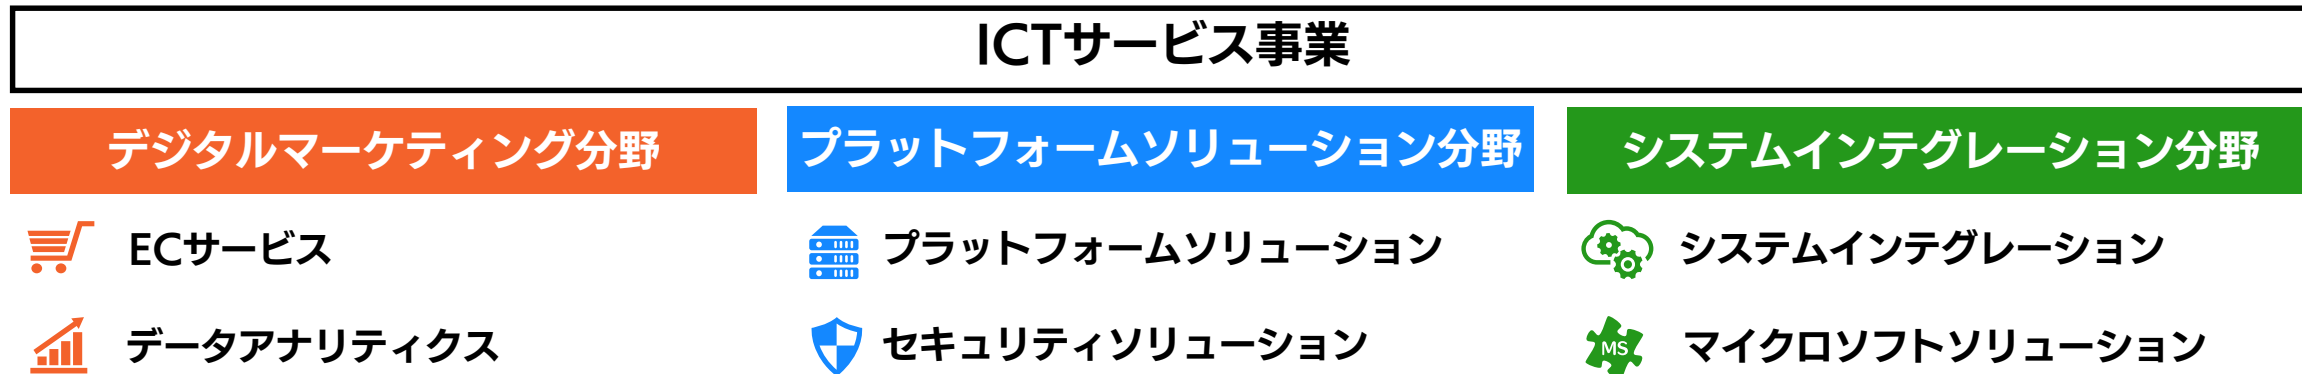 ICTサービス事業
デジタルマーケティング分野
プラットフォームソリューション分野
システムインテグレーション分野
ECサービス
プラットフォームソリューション
システムインテグレーション
データアナリティクス
セキュリティソリューション
MS
マイクロソフトソリューション